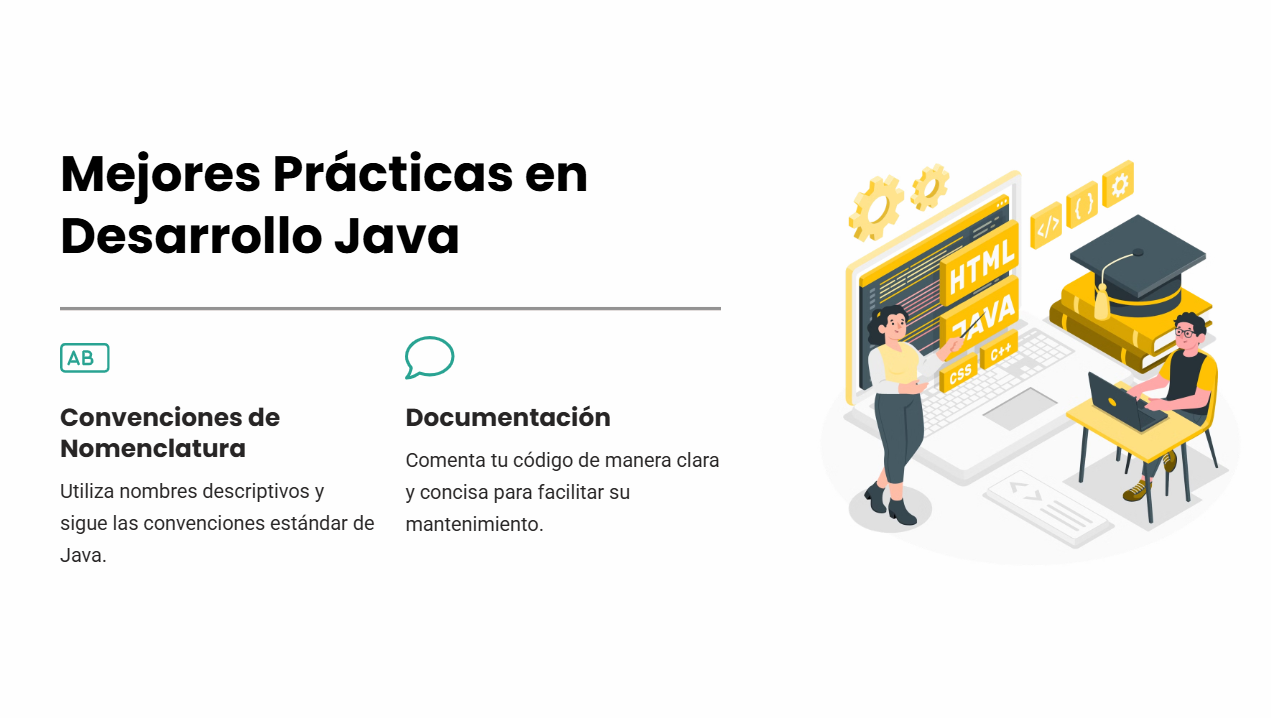 Mejores Prácticas en
Desarrollo Java
AB
Convenciones de
Nomenclatura
Utiliza nombres descriptivos y
sigue las convenciones estándar de
Java.
Documentación
Comenta tu código de manera clara
y concisa para facilitar su
mantenimiento.
HTML
JAVA
CSS
C++
</>
{ }
<>